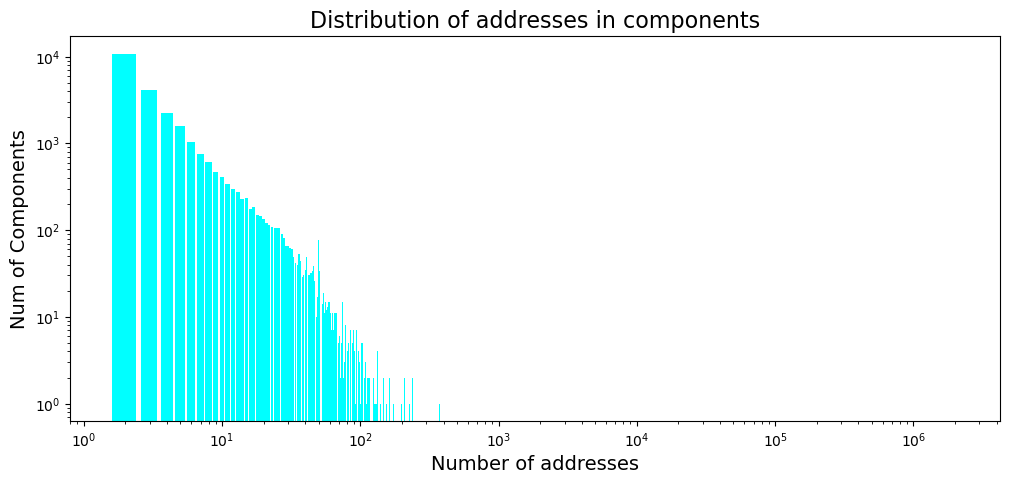 Distribution of addresses in components
Num of Components
10^4
10^3
10^2
10^1
10^0
10^0 10^1 10^2 10^3 10^4 10^5 10^6
Number of addresses